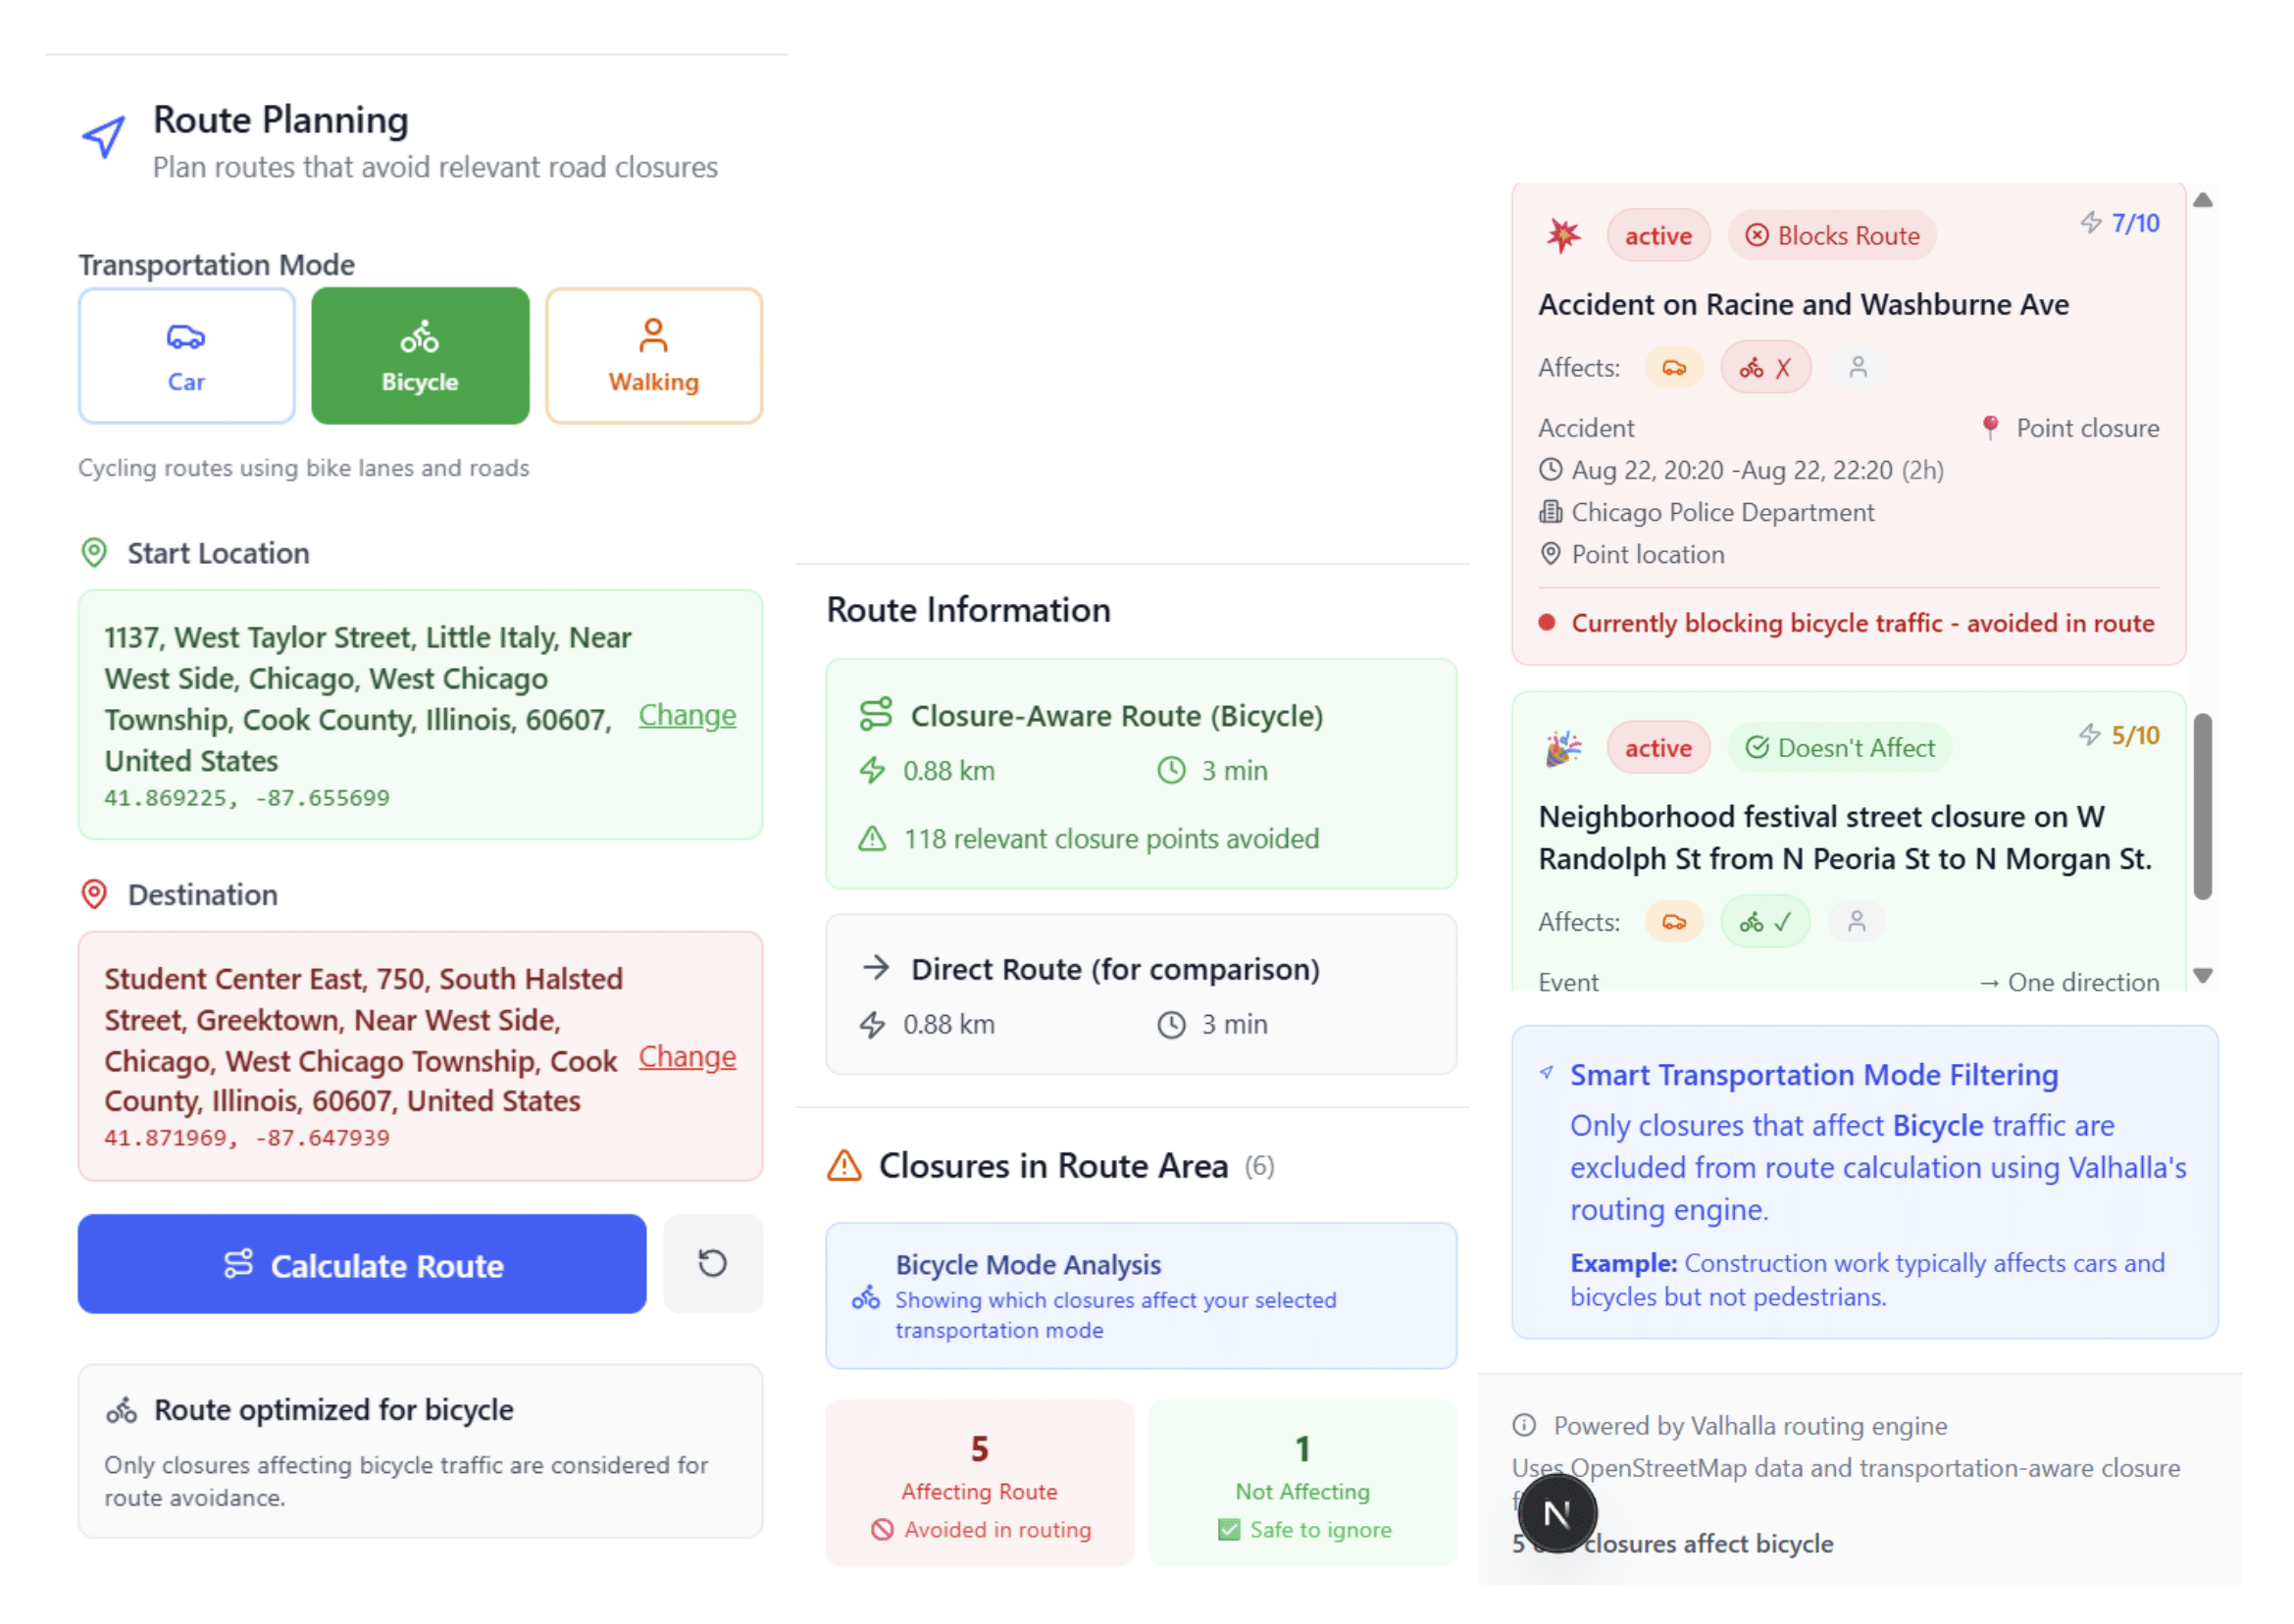 Route Planning
Plan routes that avoid relevant road closures
Transportation Mode
Car
Bicycle
Walking
Cycling routes using bike lanes and roads
Start Location
1137, West Taylor Street, Little Italy, Near
West Side, Chicago, West Chicago
Township, Cook County, Illinois, 60607,
United States
41.869225, -87.655699
Change
Destination
Student Center East, 750, South Halsted
Street, Greektown, Near West Side,
Chicago, West Chicago Township, Cook
County, Illinois, 60607, United States
41.871969, -87.647939
Change
Calculate Route
Route optimized for bicycle
Only closures affecting bicycle traffic are considered for
route avoidance.
Route Information
Closure-Aware Route (Bicycle)
0.88 km
3 min
118 relevant closure points avoided
Direct Route (for comparison)
0.88 km
3 min
Closures in Route Area (6)
Bicycle Mode Analysis
Showing which closures affect your selected
transportation mode
5
Affecting Route
Avoided in routing
1
Not Affecting
Safe to ignore
active
Blocks Route
7/10
Accident on Racine and Washburne Ave
Affects:
Accident
Point closure
Aug 22, 20:20 -Aug 22, 22:20 (2h)
Chicago Police Department
Point location
Currently blocking bicycle traffic - avoided in route
active
Doesn't Affect
5/10
Neighborhood festival street closure on W
Randolph St from N Peoria St to N Morgan St.
Affects:
Event
→ One direction
Smart Transportation Mode Filtering
Only closures that affect Bicycle traffic are
excluded from route calculation using Valhalla's
routing engine.
Example: Construction work typically affects cars and
bicycles but not pedestrians.
Powered by Valhalla routing engine
Uses OpenStreetMap data and transportation-aware closure
N
5 closures affect bicycle